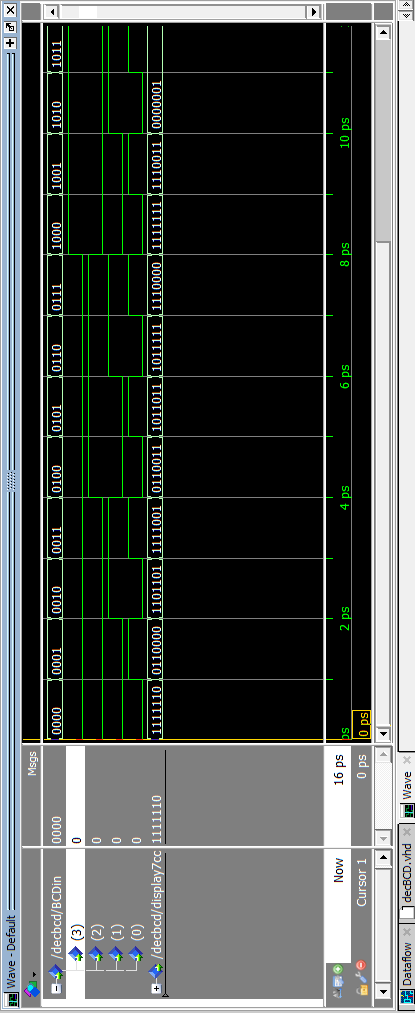 Wave - Default
Msgs
/decbcd/BCDin 0000 0000 0001 0010 0011 0100 0101 0110 0111 1000 1001 1010 1011
(3) 0
(2) 0
(1) 0
(0) 0
/decbcd/display7cc 1111110 1111110 0110000 1101101 1111001 0110011 1011011 1011111 1110000 1111111 1110011 0000001
Now 16 ps ps 2 ps 4 ps 6 ps 8 ps 10 ps
Cursor 1 0 ps 0 ps
Dataflow decBCD.vhd Wave